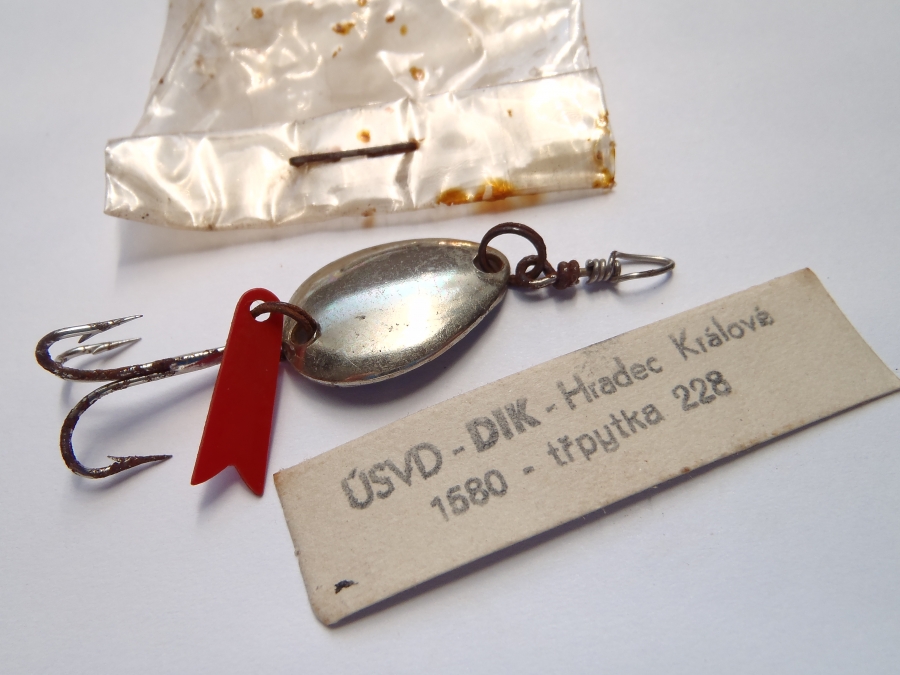 ÚSVD - DIK - Hradec Králové
1580 - třpytka 228